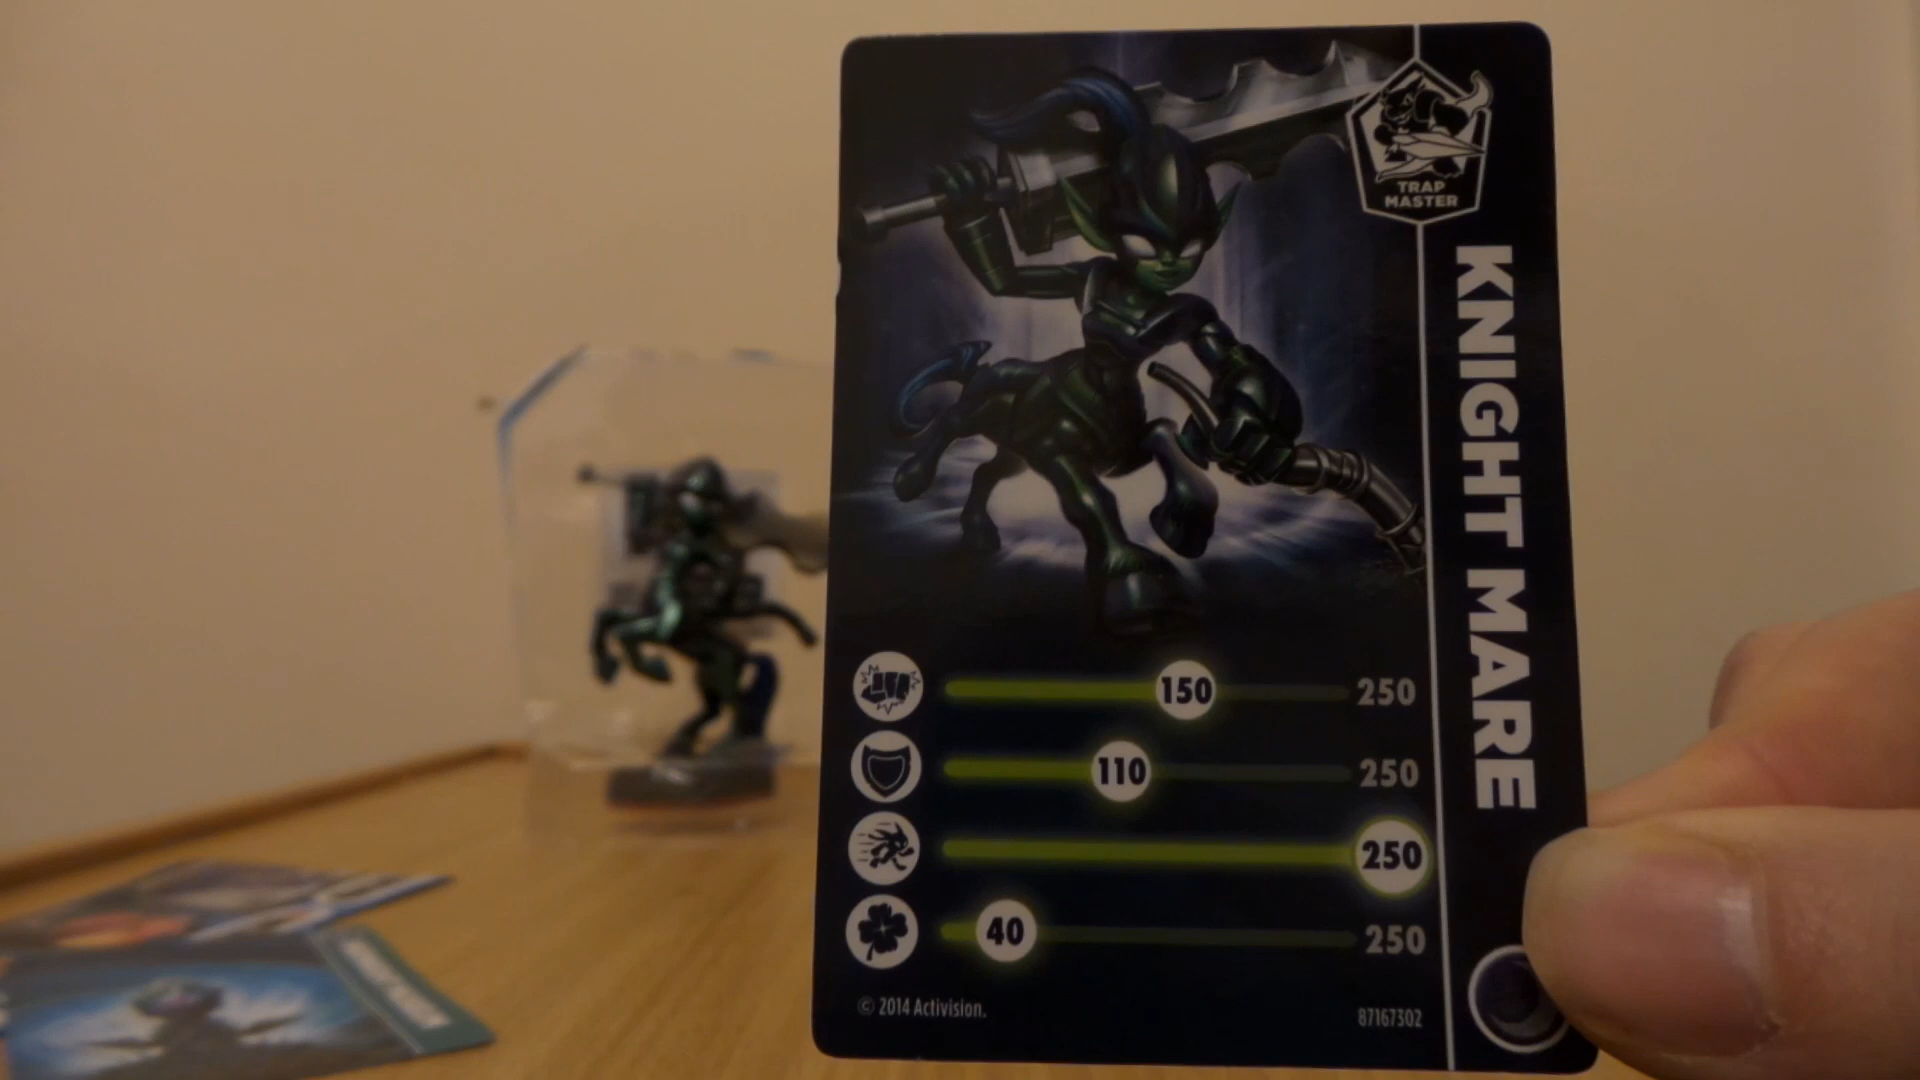 TRAP
MASTER
KNIGHT MARE
150 250
110 250
250
40 250
© 2014 Activision.
87167302